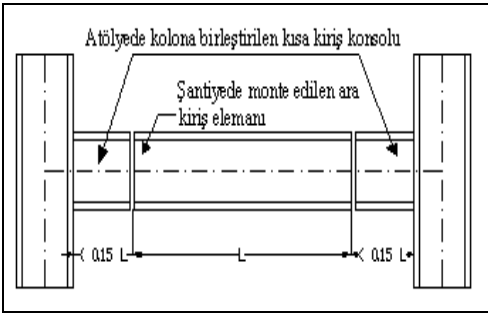 Atölyede kolona birleştirilen kısa kiriş konsolu
Şantiyede monte edilen ara
kiriş elemanı
< 0.15 L
L
< 0.15 L